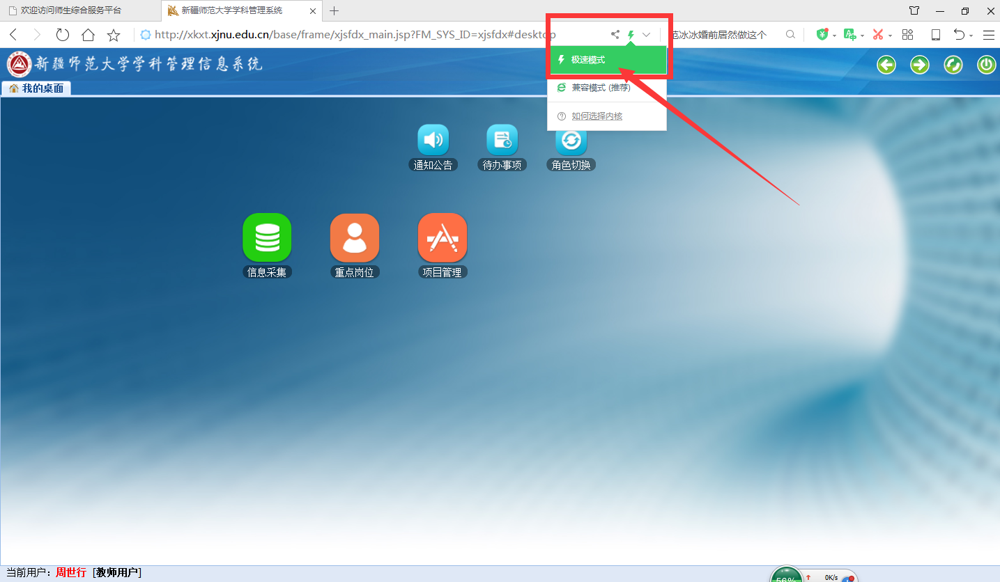 欢迎访问师生综合服务平台
新疆师范大学学科管理系统
http://xkxt.xjnu.edu.cn/base/frame/xjsfdx_main.jsp?FM_SYS_ID=xjsfdx#desktop
范冰冰婚前居然做这个
极速模式
兼容模式 (推荐)
如何选择内核
新疆师范大学学科管理信息系统
我的桌面
通知公告
待办事项
角色切换
信息采集
重点岗位
项目管理
当前用户：周世行 [教师用户]
56%
0K/s